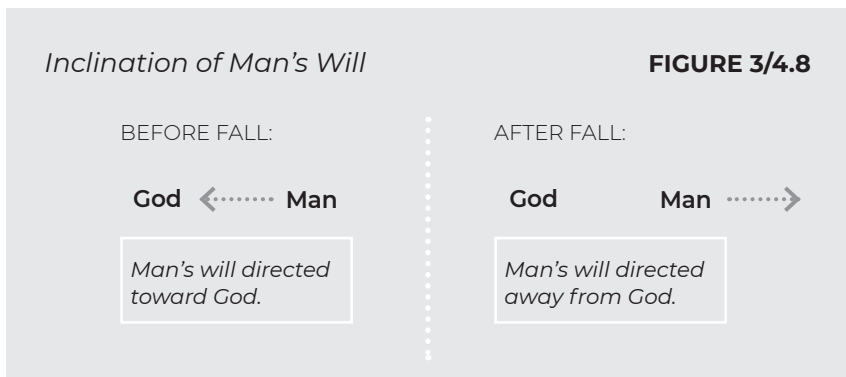 Inclination of Man's Will
FIGURE 3/4.8
BEFORE FALL:
God Man
Man's will directed
toward God.
AFTER FALL:
God Man
Man's will directed
away from God.